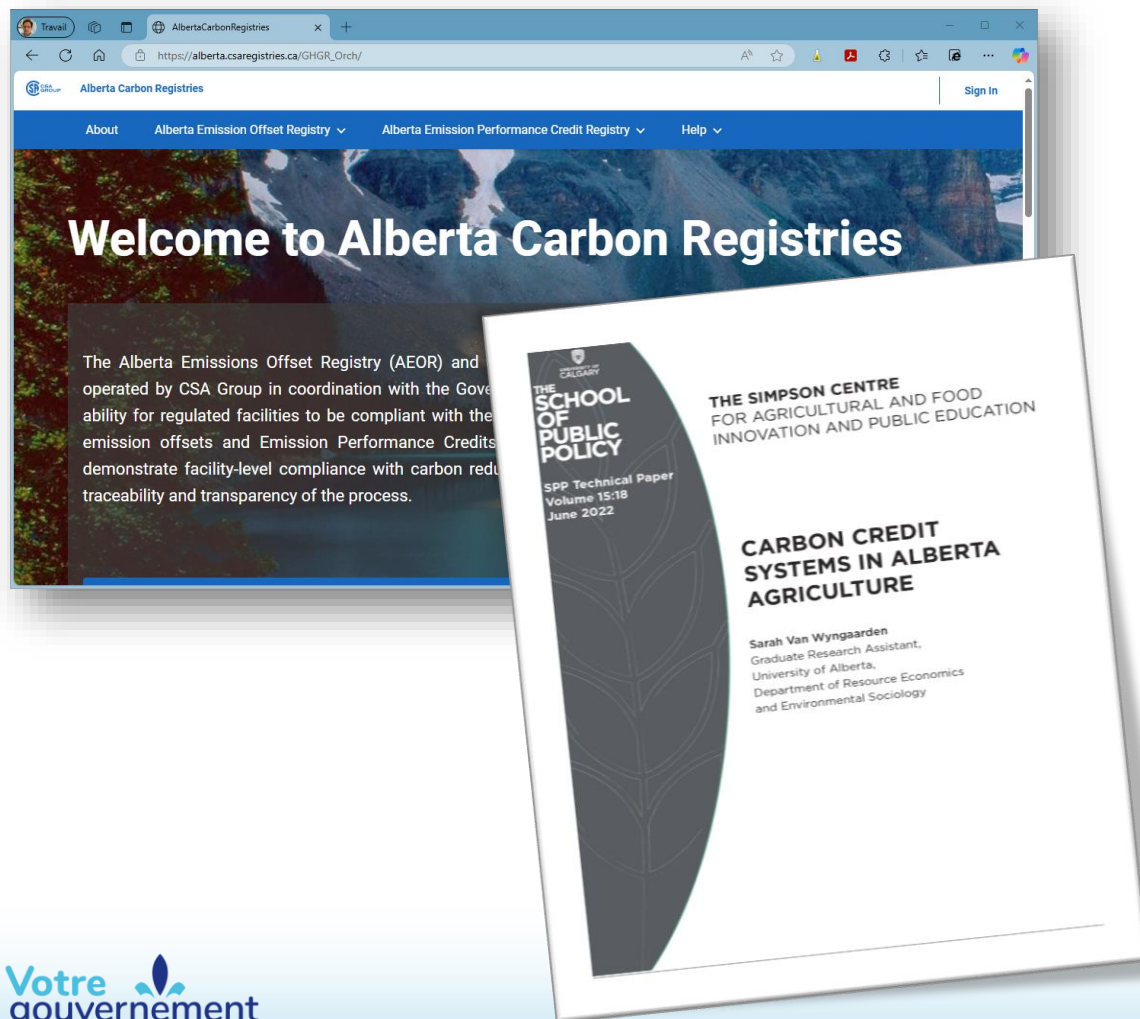 Travail
AlbertaCarbonRegistries
https://alberta.csaregistries.ca/GHGR_Orch/
CSA GROUP
Alberta Carbon Registries
Sign In
About
Alberta Emission Offset Registry
Alberta Emission Performance Credit Registry
Help
Welcome to Alberta Carbon Registries
The Alberta Emissions Offset Registry (AEOR) and
operated by CSA Group in coordination with the
ability for regulated facilities to be compliant with the
emission offsets and Emission Performance Credits
demonstrate facility-level compliance with carbon
traceability and transparency of the process.
UNIVERSITY OF
CALGARY
THE
SCHOOL
OF
PUBLIC
POLICY
SPP Technical Paper
Volume 15:18
June 2022
THE SIMPSON CENTRE
FOR AGRICULTURAL AND FOOD
INNOVATION AND PUBLIC EDUCATION
CARBON CREDIT
SYSTEMS IN ALBERTA
AGRICULTURE
Sarah Van Wyngaarden
Graduate Research Assistant,
University of Alberta,
Department of Resource Economics
and Environmental Sociology
Votre
gouvernement